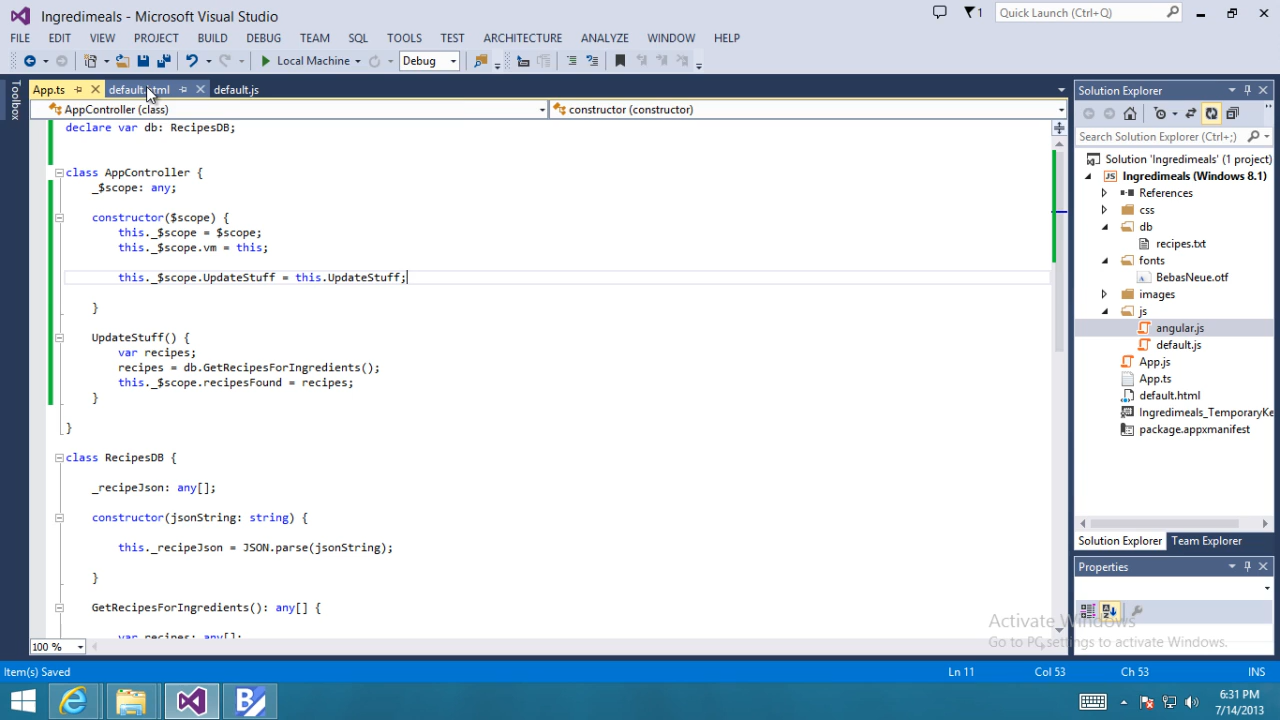 Ingredimeals - Microsoft Visual Studio
1
Quick Launch (Ctrl+Q)
FILE EDIT VIEW PROJECT BUILD DEBUG TEAM SQL TOOLS TEST ARCHITECTURE ANALYZE WINDOW HELP
Local Machine
Debug
Toolbox
App.ts
default.html
default.js
AppController (class)
constructor (constructor)
declare var db: RecipesDB;
class AppController {
_$scope: any;
constructor($scope) {
this._$scope = $scope;
this._$scope.vm = this;
this._$scope.UpdateStuff = this.UpdateStuff;
}
UpdateStuff() {
var recipes;
recipes = db.GetRecipesForIngredients();
this._$scope.recipesFound = recipes;
}
}
class RecipesDB {
_recipeJson: any[];
constructor(jsonString: string) {
this._recipeJson = JSON.parse(jsonString);
}
GetRecipesForIngredients(): any[] {
var recipes: any[];
100 %
Solution Explorer
Search Solution Explorer (Ctrl+;)
Solution 'Ingredimeals' (1 project)
JS Ingredimeals (Windows 8.1)
References
css
db
recipes.txt
fonts
BebasNeue.otf
images
js
angular.js
default.js
App.js
App.ts
default.html
Ingredimeals_TemporaryKe
package.appxmanifest
Solution Explorer
Team Explorer
Properties
Activate Windows
Go to PC settings to activate Windows.
Item(s) Saved
Ln 11
Col 53
Ch 53
INS
6:31 PM
7/14/2013